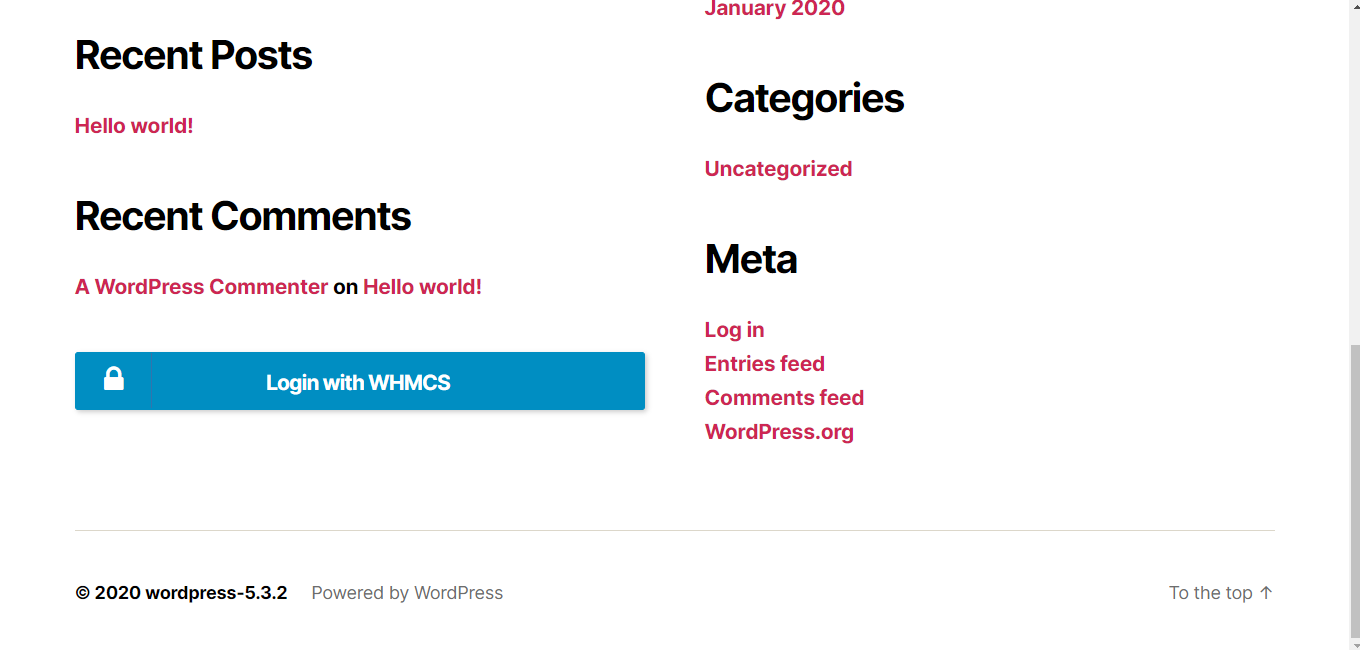 Recent Posts
Hello world!
Recent Comments
A WordPress Commenter on Hello world!
Login with WHMCS
January 2020
Categories
Uncategorized
Meta
Log in
Entries feed
Comments feed
WordPress.org
© 2020 wordpress-5.3.2 Powered by WordPress
To the top ↑